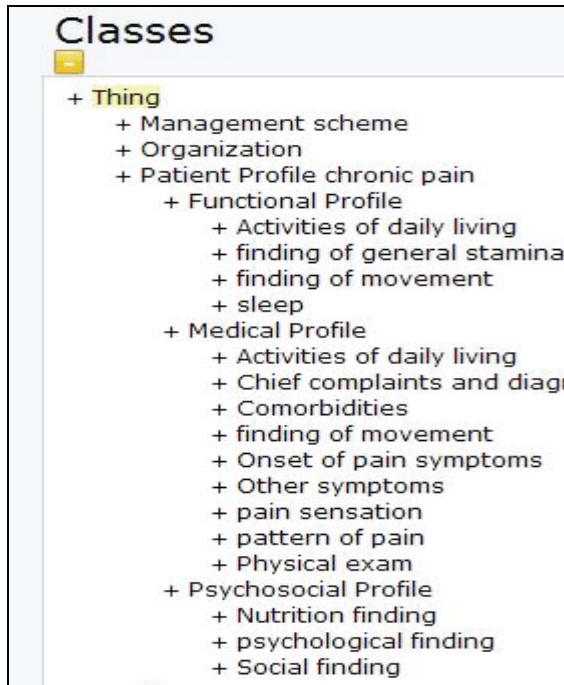 Classes
+ Thing
+ Management scheme
+ Organization
+ Patient Profile chronic pain
+ Functional Profile
+ Activities of daily living
+ finding of general stamina
+ finding of movement
+ sleep
+ Medical Profile
+ Activities of daily living
+ Chief complaints and
+ Comorbidities
+ finding of movement
+ Onset of pain symptoms
+ Other symptoms
+ pain sensation
+ pattern of pain
+ Physical exam
+ Psychosocial Profile
+ Nutrition finding
+ psychological finding
+ Social finding